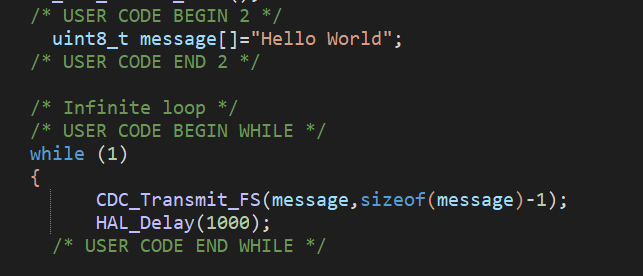 /* USER CODE BEGIN 2 */
uint8_t message[]="Hello World";
/* USER CODE END 2 */
/* Infinite loop */
/* USER CODE BEGIN WHILE */
while (1)
{
CDC_Transmit_FS(message,sizeof(message)-1);
HAL_Delay(1000);
/* USER CODE END WHILE */